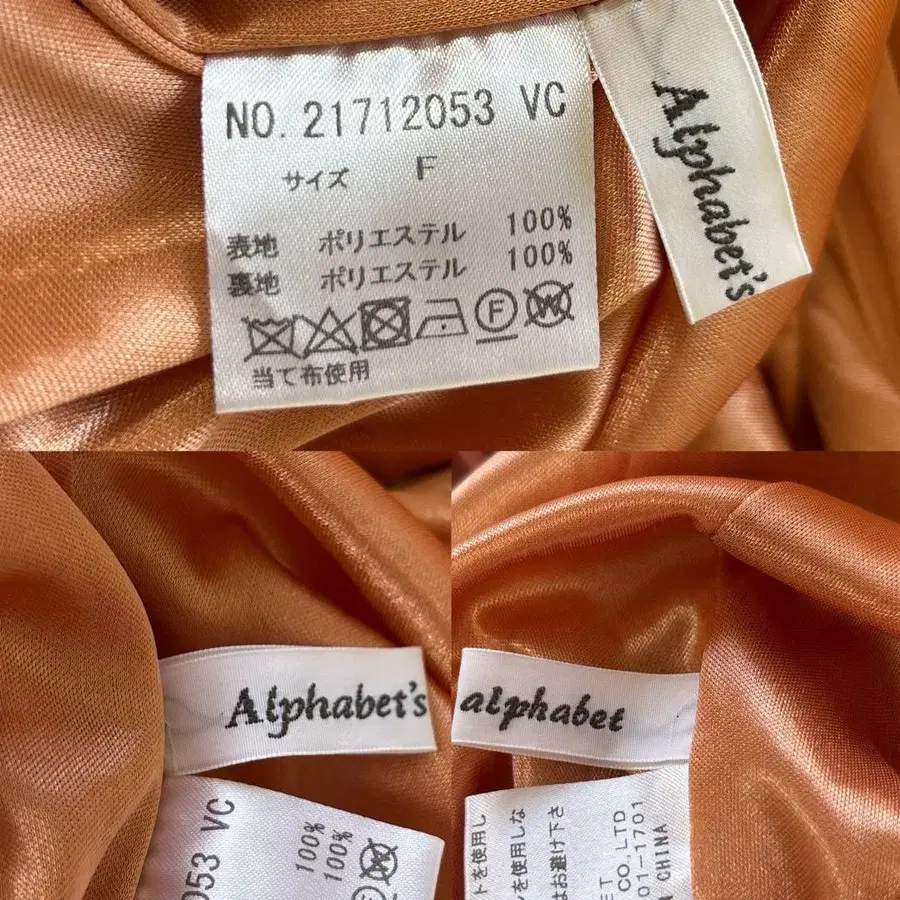 NO. 21712053 VC
サイズ F
表地 ポリエステル 100%
裏地 ポリエステル 100%
F
W
当て布使用
Alphabet's
Alphabet's
053 VC
100%
100%
W
alphabet
トを使用し
ルを使用しな
はお避け下さ
ET
CO.,LTD
01-1701
CHINA